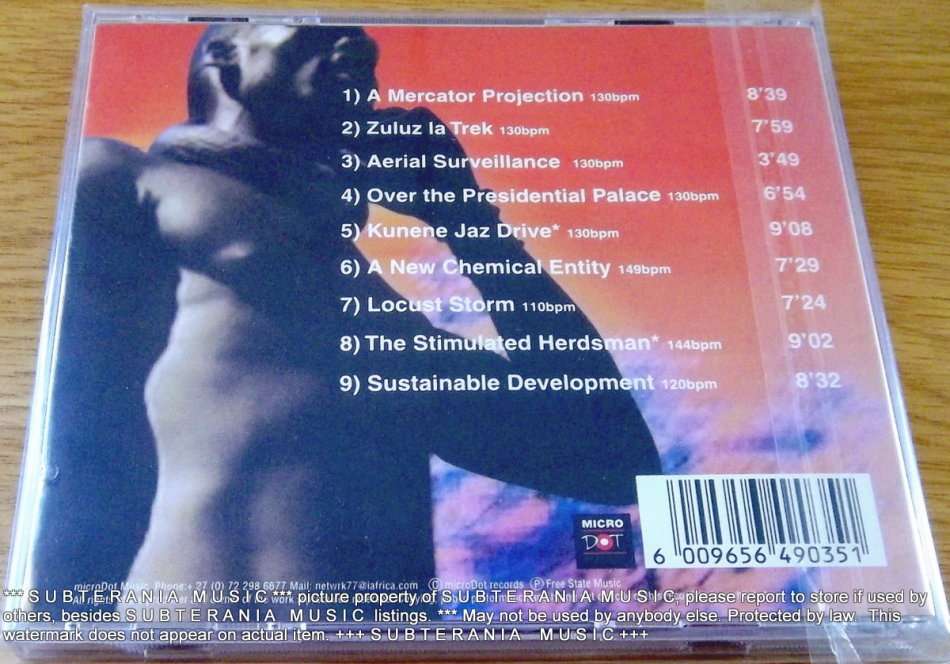 1) A Mercator Projection 130bpm 8'39
2) Zuluz la Trek 130bpm 7'59
3) Aerial Surveillance 130bpm 3'49
4) Over the Presidential Palace 130bpm 6'54
5) Kunene Jaz Drive* 130bpm 9'08
6) A New Chemical Entity 149bpm 7'29
7) Locust Storm 110bpm 7'24
8) The Stimulated Herdsman* 144bpm 9'02
9) Sustainable Development 120bpm 8'32
MICRO
DOT
6 009656 490351
microDot Music. Phone:+ 27 (0) 72 298 6677 Mail: netwrk77@iafrica.com Ⓒ microDot records Ⓟ Free State Music
All rights
*** S U B T E R A N I A M U S I C *** picture property of S U B T E R A N I A M U S I C, please report to store if used by
others, besides S U B T E R A N I A M U S I C listings. *** May not be used by anybody else. Protected by law. This
watermark does not appear on actual item. +++ S U B T E R A N I A M U S I C +++